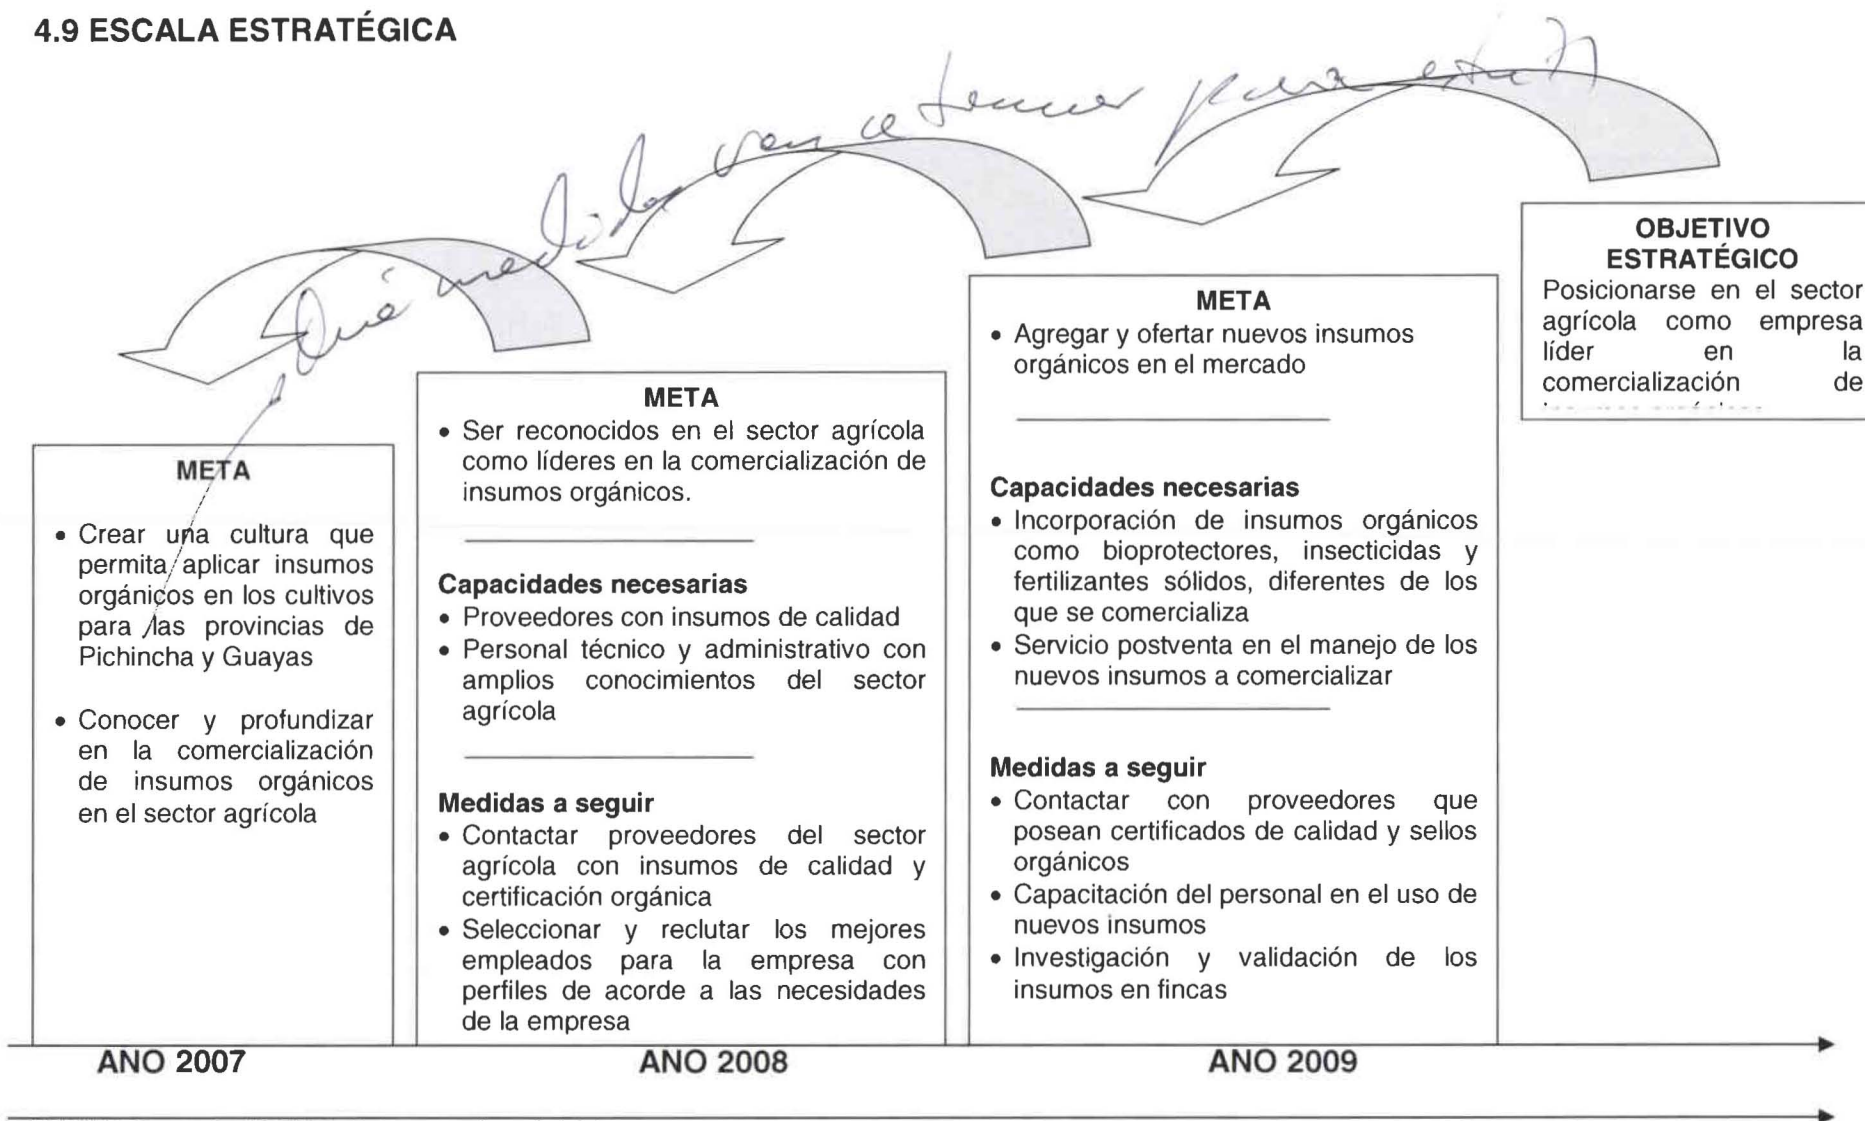 4.9 ESCALA ESTRATÉGICA
Qué medida van a tomar para
META
• Crear una cultura que
permita aplicar insumos
orgánicos en los cultivos
para las provincias de
Pichincha y Guayas
• Conocer y profundizar
en la comercialización
de insumos orgánicos
en el sector agrícola
META
• Ser reconocidos en el sector agrícola
como líderes en la comercialización de
insumos orgánicos.
Capacidades necesarias
• Proveedores con insumos de calidad
• Personal técnico y administrativo con
amplios conocimientos del sector
agrícola
Medidas a seguir
• Contactar proveedores del sector
agrícola con insumos de calidad y
certificación orgánica
• Seleccionar y reclutar los mejores
empleados para la empresa con
perfiles de acorde a las necesidades
de la empresa
META
• Agregar y ofertar nuevos insumos
orgánicos en el mercado
Capacidades necesarias
• Incorporación de insumos orgánicos
como bioprotectores, insecticidas y
fertilizantes sólidos, diferentes de los
que se comercializa
• Servicio postventa en el manejo de los
nuevos insumos a comercializar
Medidas a seguir
• Contactar con proveedores que
posean certificados de calidad y sellos
orgánicos
• Capacitación del personal en el uso de
nuevos insumos
• Investigación y validación de los
insumos en fincas
OBJETIVO
ESTRATÉGICO
Posicionarse en el sector
agrícola como empresa
líder en la
comercialización de
ANO 2007
ANO 2008
ANO 2009